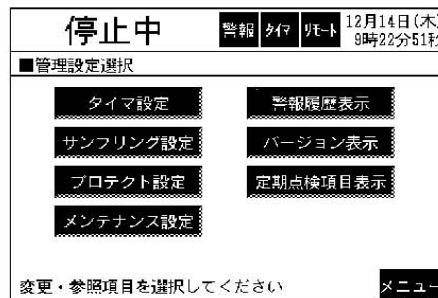 停止中 警報 タイマ リモート 12月14日(木)
9時22分51秒
■管理設定選択
タイマ設定 警報履歴表示
サンプリング設定 バージョン表示
プロテクト設定 定期点検項目表示
メンテナンス設定
変更・参照項目を選択してください メニュー